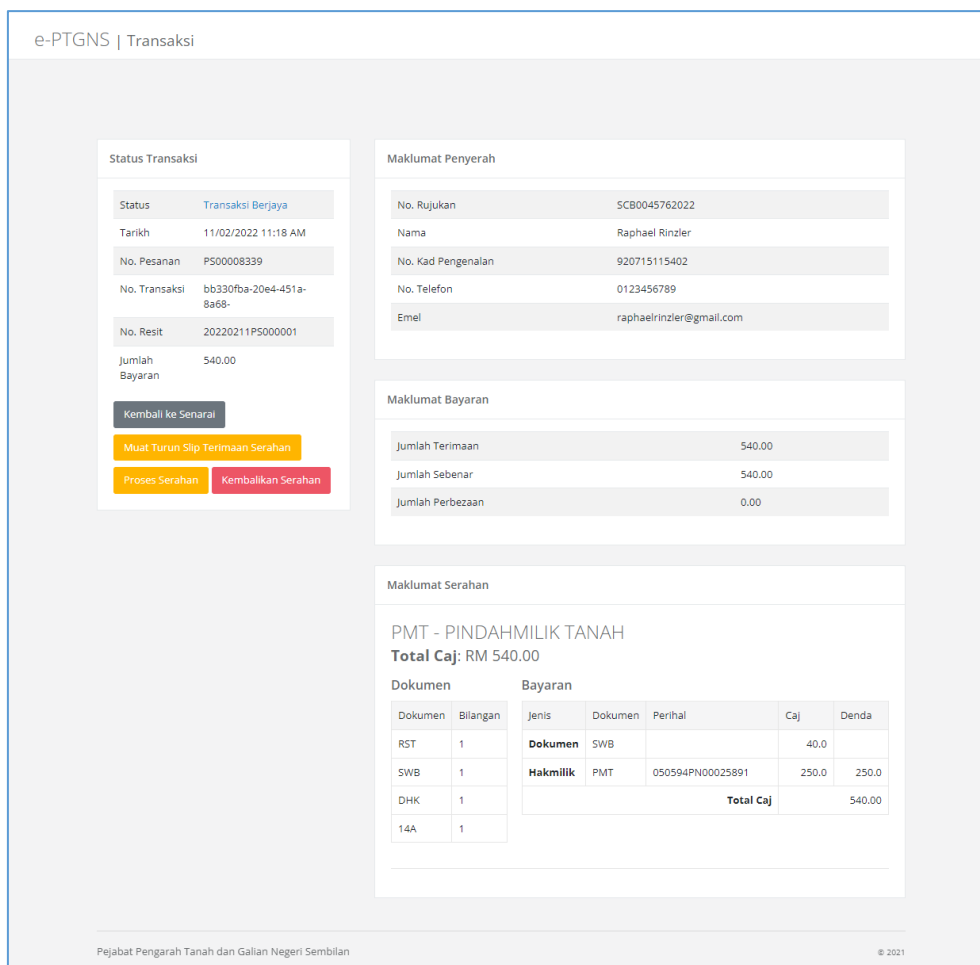 e-PTGNS | Transaksi
Status Transaksi
Status Transaksi Berjaya
Tarikh 11/02/2022 11:18 AM
No. Pesanan PS00008339
No. Transaksi bb330fba-20e4-451a-
8a68-
No. Resit 20220211PS000001
Jumlah 540.00
Bayaran
Kembali ke Senarai
Muat Turun Slip Terimaan Serahan
Proses Serahan Kembalikan Serahan
Maklumat Penyerah
No. Rujukan SCB0045762022
Nama Raphael Rinzler
No. Kad Pengenalan 920715115402
No. Telefon 0123456789
Emel raphaelrinzler@gmail.com
Maklumat Bayaran
Jumlah Terimaan 540.00
Jumlah Sebenar 540.00
Jumlah Perbezaan 0.00
Maklumat Serahan
PMT - PINDAHMILIK TANAH
Total Caj: RM 540.00
Dokumen
Dokumen Bilangan
RST 1
SWB 1
DHK 1
14A 1
Bayaran
Jenis Dokumen Perihal Caj Denda
Dokumen SWB 40.0
Hakmilik PMT 050594PN00025891 250.0 250.0
Total Caj 540.00
Pejabat Pengarah Tanah dan Galian Negeri Sembilan © 2021